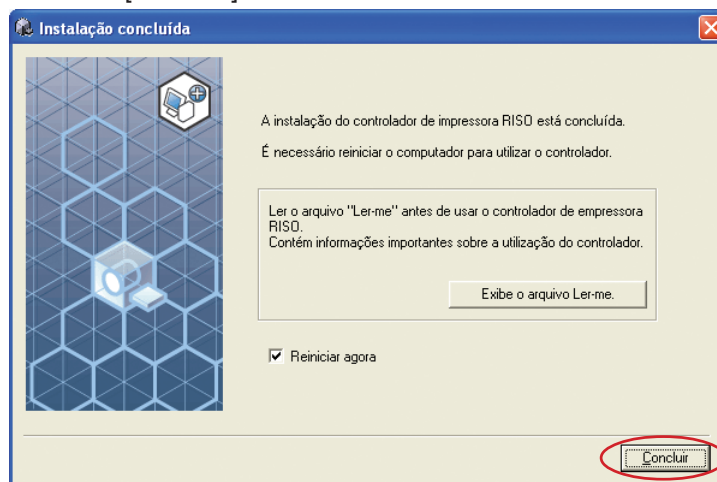 Instalação concluída
A instalação do controlador de impressora RISO está concluída.
É necessário reiniciar o computador para utilizar o controlador.
Ler o arquivo "Ler-me" antes de usar o controlador de empressora
RISO.
Contém informações importantes sobre a utilização do controlador.
Exibe o arquivo Ler-me.
Reiniciar agora
Concluir